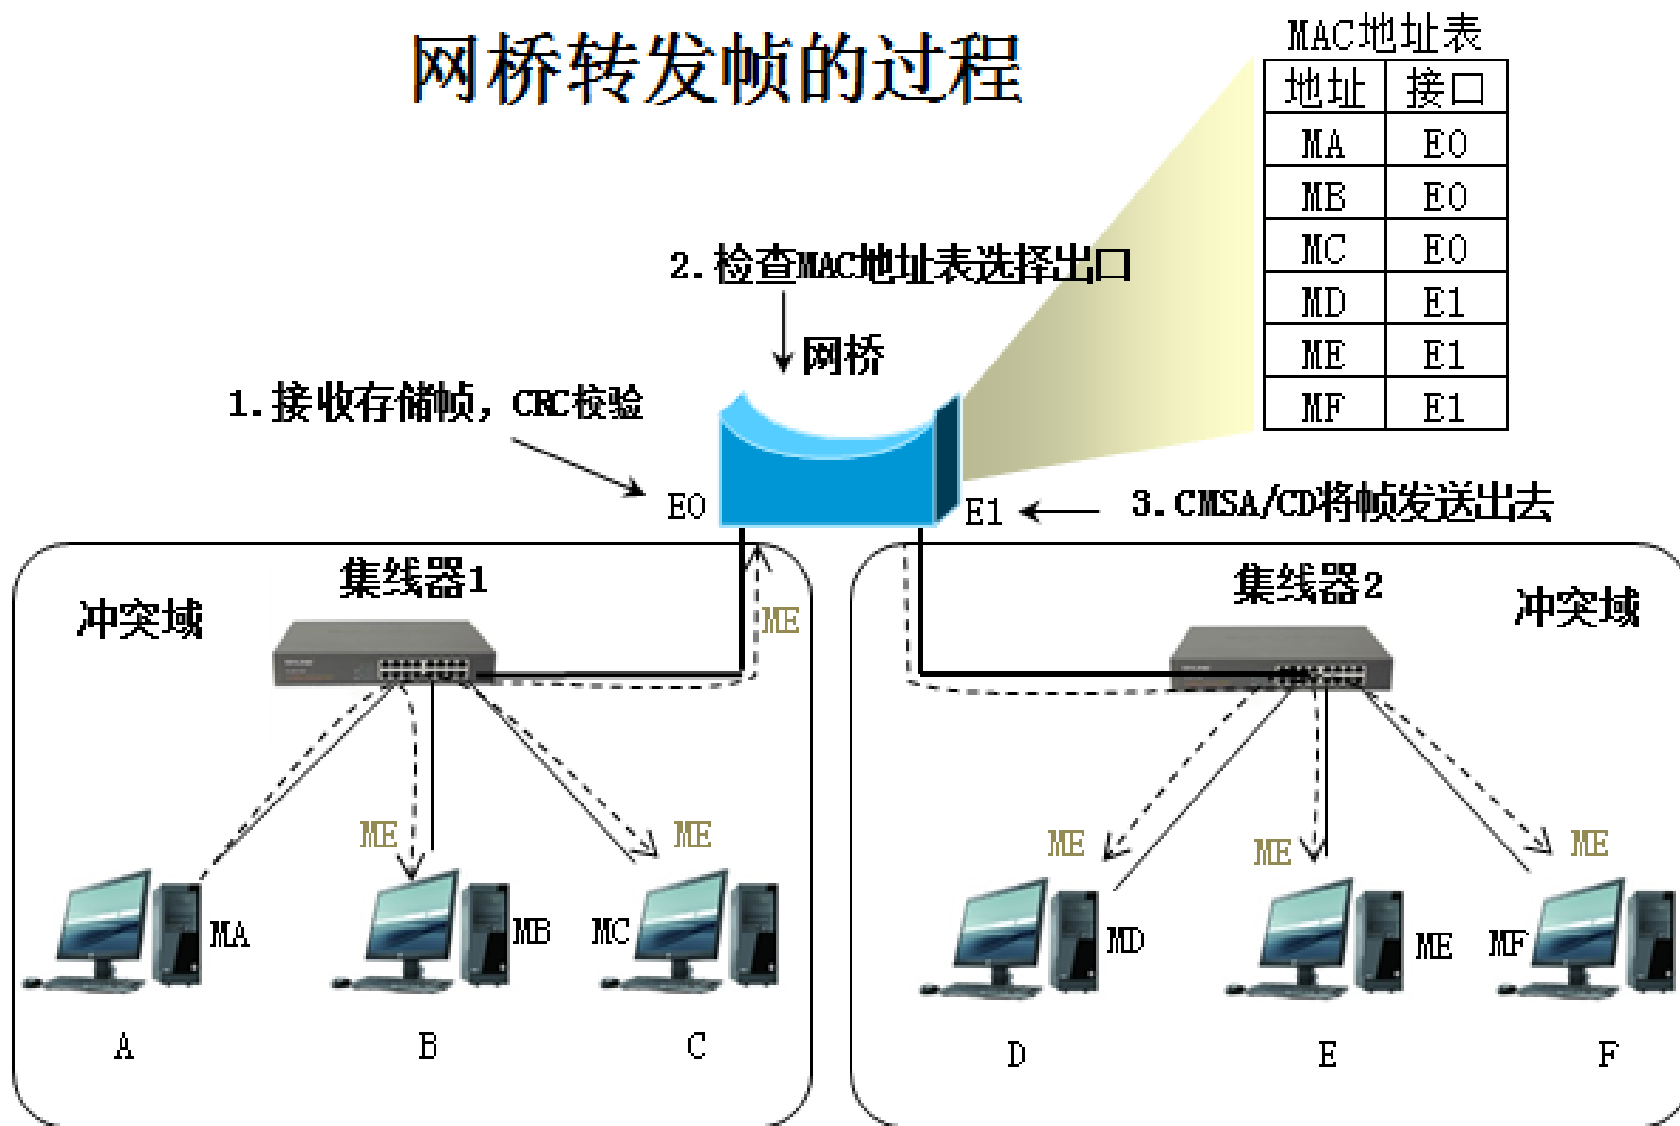 网桥转发帧的过程
MAC地址表
地址 接口
MA E0
MB E0
MC E0
MD E1
ME E1
MF E1
2.检查MAC地址表选择出口
网桥
1.接收存储帧，CRC校验
E0
E1
3.CMSA/CD将帧发送出去
集线器1
冲突域
ME
集线器2
冲突域
ME
ME
ME
ME
ME
MA
MB
MC
MD
ME
MF
A
B
C
D
E
F